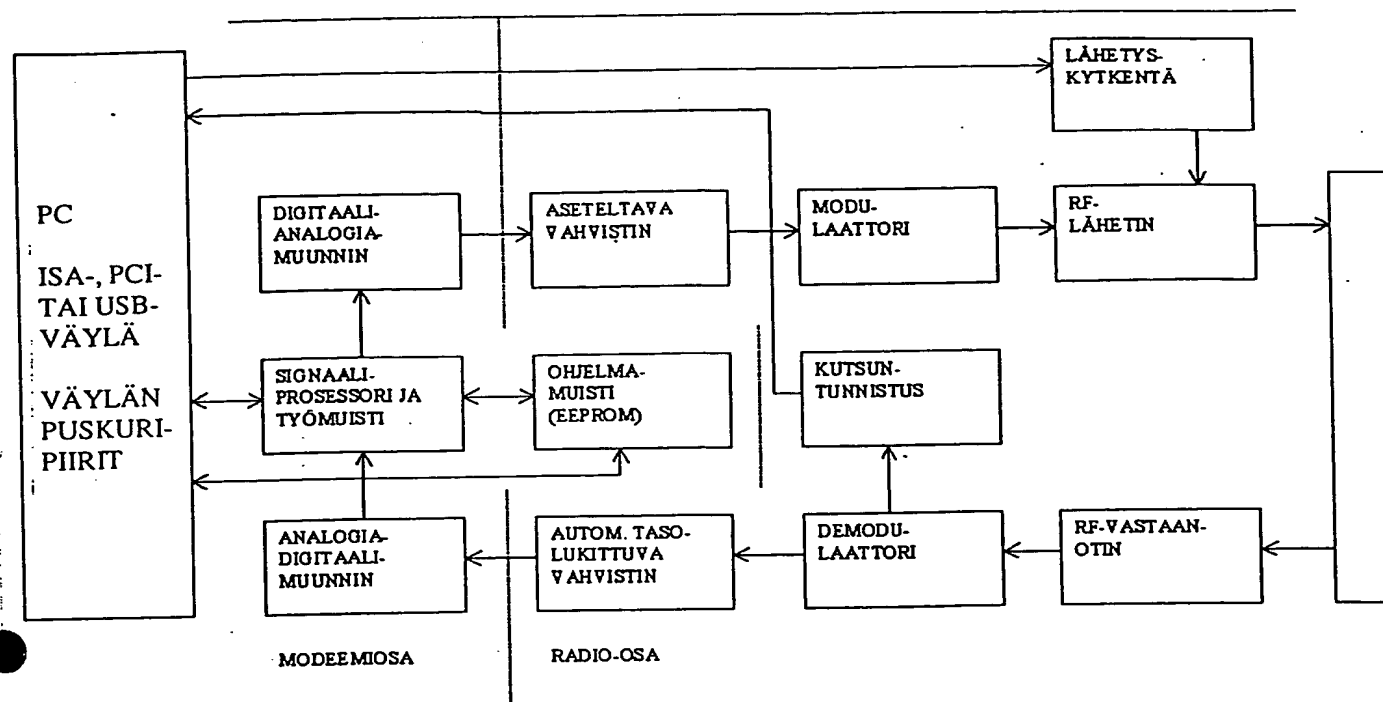 LÄHETYS-
KYTKENTÄ
PC
ISA-, PCI-
TAI USB-
VÄYLÄ
VÄYLÄN
PUSKURI-
PIIRIT
DIGITAALI-
ANALOGIA-
MUUNNIN
ASETELTAVA
VAHVISTIN
MODU-
LAATTORI
RF-
LÄHETIN
SIGNAALI-
PROSESSORI JA
TYÖMUISTI
OHJELMA-
MUISTI
(EEPROM)
KUTSUN-
TUNNISTUS
ANALOGIA-
DIGITAALI-
MUUNNIN
AUTOM. TASO-
LUKITTUVA
VAHVISTIN
DEMODU-
LAATTORI
RF-VASTAAN-
OTIN
MODEEMIOSA
RADIO-OSA